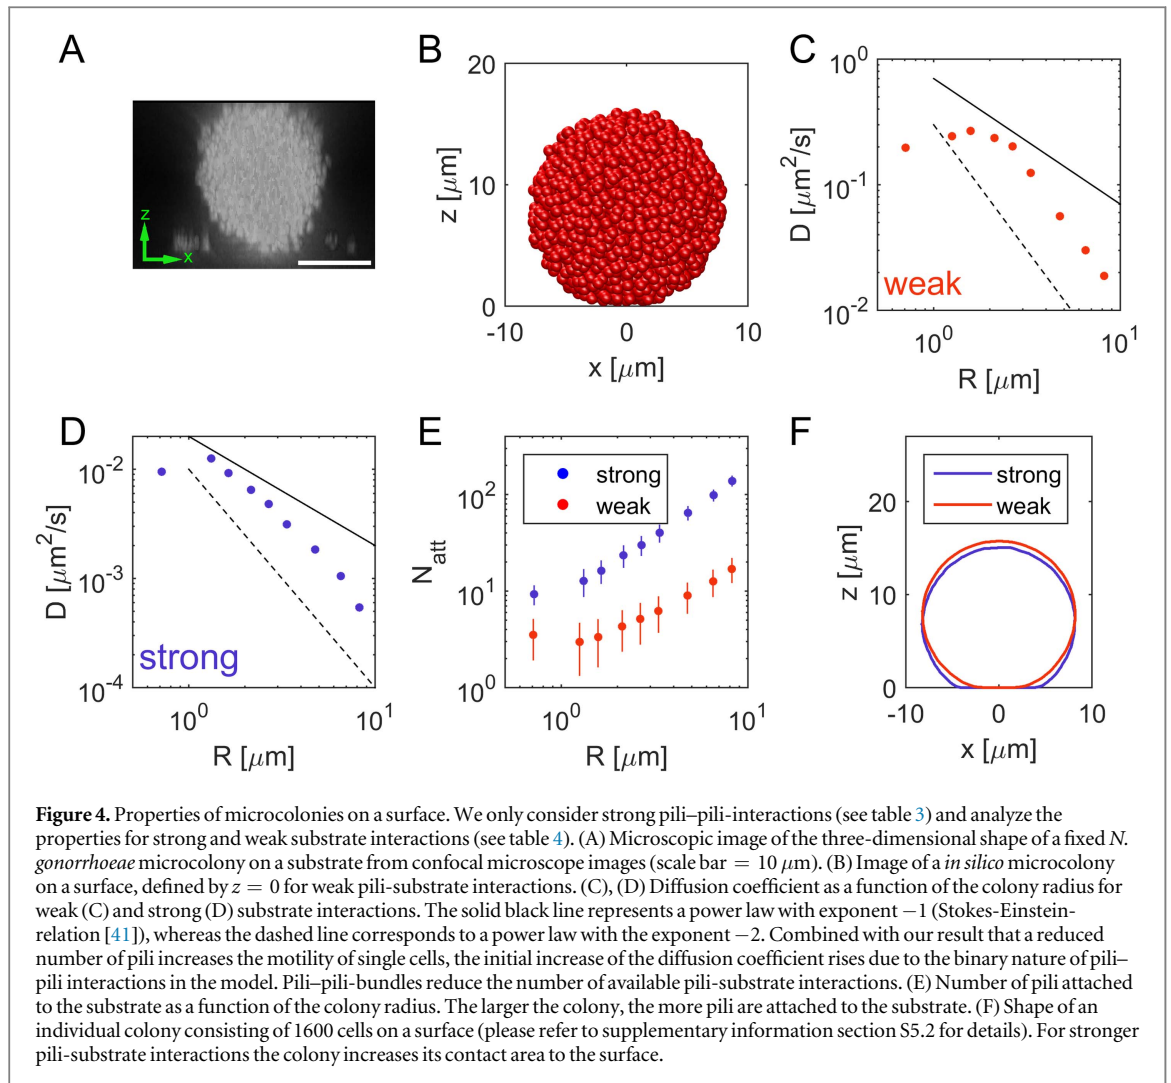 A
z
x
B
20
10
0
z [μm]
-10
0
10
x [μm]
C
10^0
10^-1
10^-2
D [μm^2/s]
weak
10^0
10^1
R [μm]
D
10^-2
10^-3
10^-4
D [μm^2/s]
strong
10^0
10^1
R [μm]
E
10^2
10^1
10^0
N_att
strong
weak
10^0
10^1
R [μm]
F
strong
weak
20
10
0
z [μm]
-10
0
10
x [μm]
Figure 4. Properties of microcolonies on a surface. We only consider strong pili–pili-interactions (see table 3) and analyze the
properties for strong and weak substrate interactions (see table 4). (A) Microscopic image of the three-dimensional shape of a fixed N.
gonorrhoeae microcolony on a substrate from confocal microscope images (scale bar = 10 μm). (B) Image of a in silico microcolony
on a surface, defined by z = 0 for weak pili-substrate interactions. (C), (D) Diffusion coefficient as a function of the colony radius for
weak (C) and strong (D) substrate interactions. The solid black line represents a power law with exponent −1 (Stokes-Einstein-
relation [41]), whereas the dashed line corresponds to a power law with the exponent −2. Combined with our result that a reduced
number of pili increases the motility of single cells, the initial increase of the diffusion coefficient rises due to the binary nature of pili–
pili interactions in the model. Pili–pili-bundles reduce the number of available pili-substrate interactions. (E) Number of pili attached
to the substrate as a function of the colony radius. The larger the colony, the more pili are attached to the substrate. (F) Shape of an
individual colony consisting of 1600 cells on a surface (please refer to supplementary information section S5.2 for details). For stronger
pili-substrate interactions the colony increases its contact area to the surface.